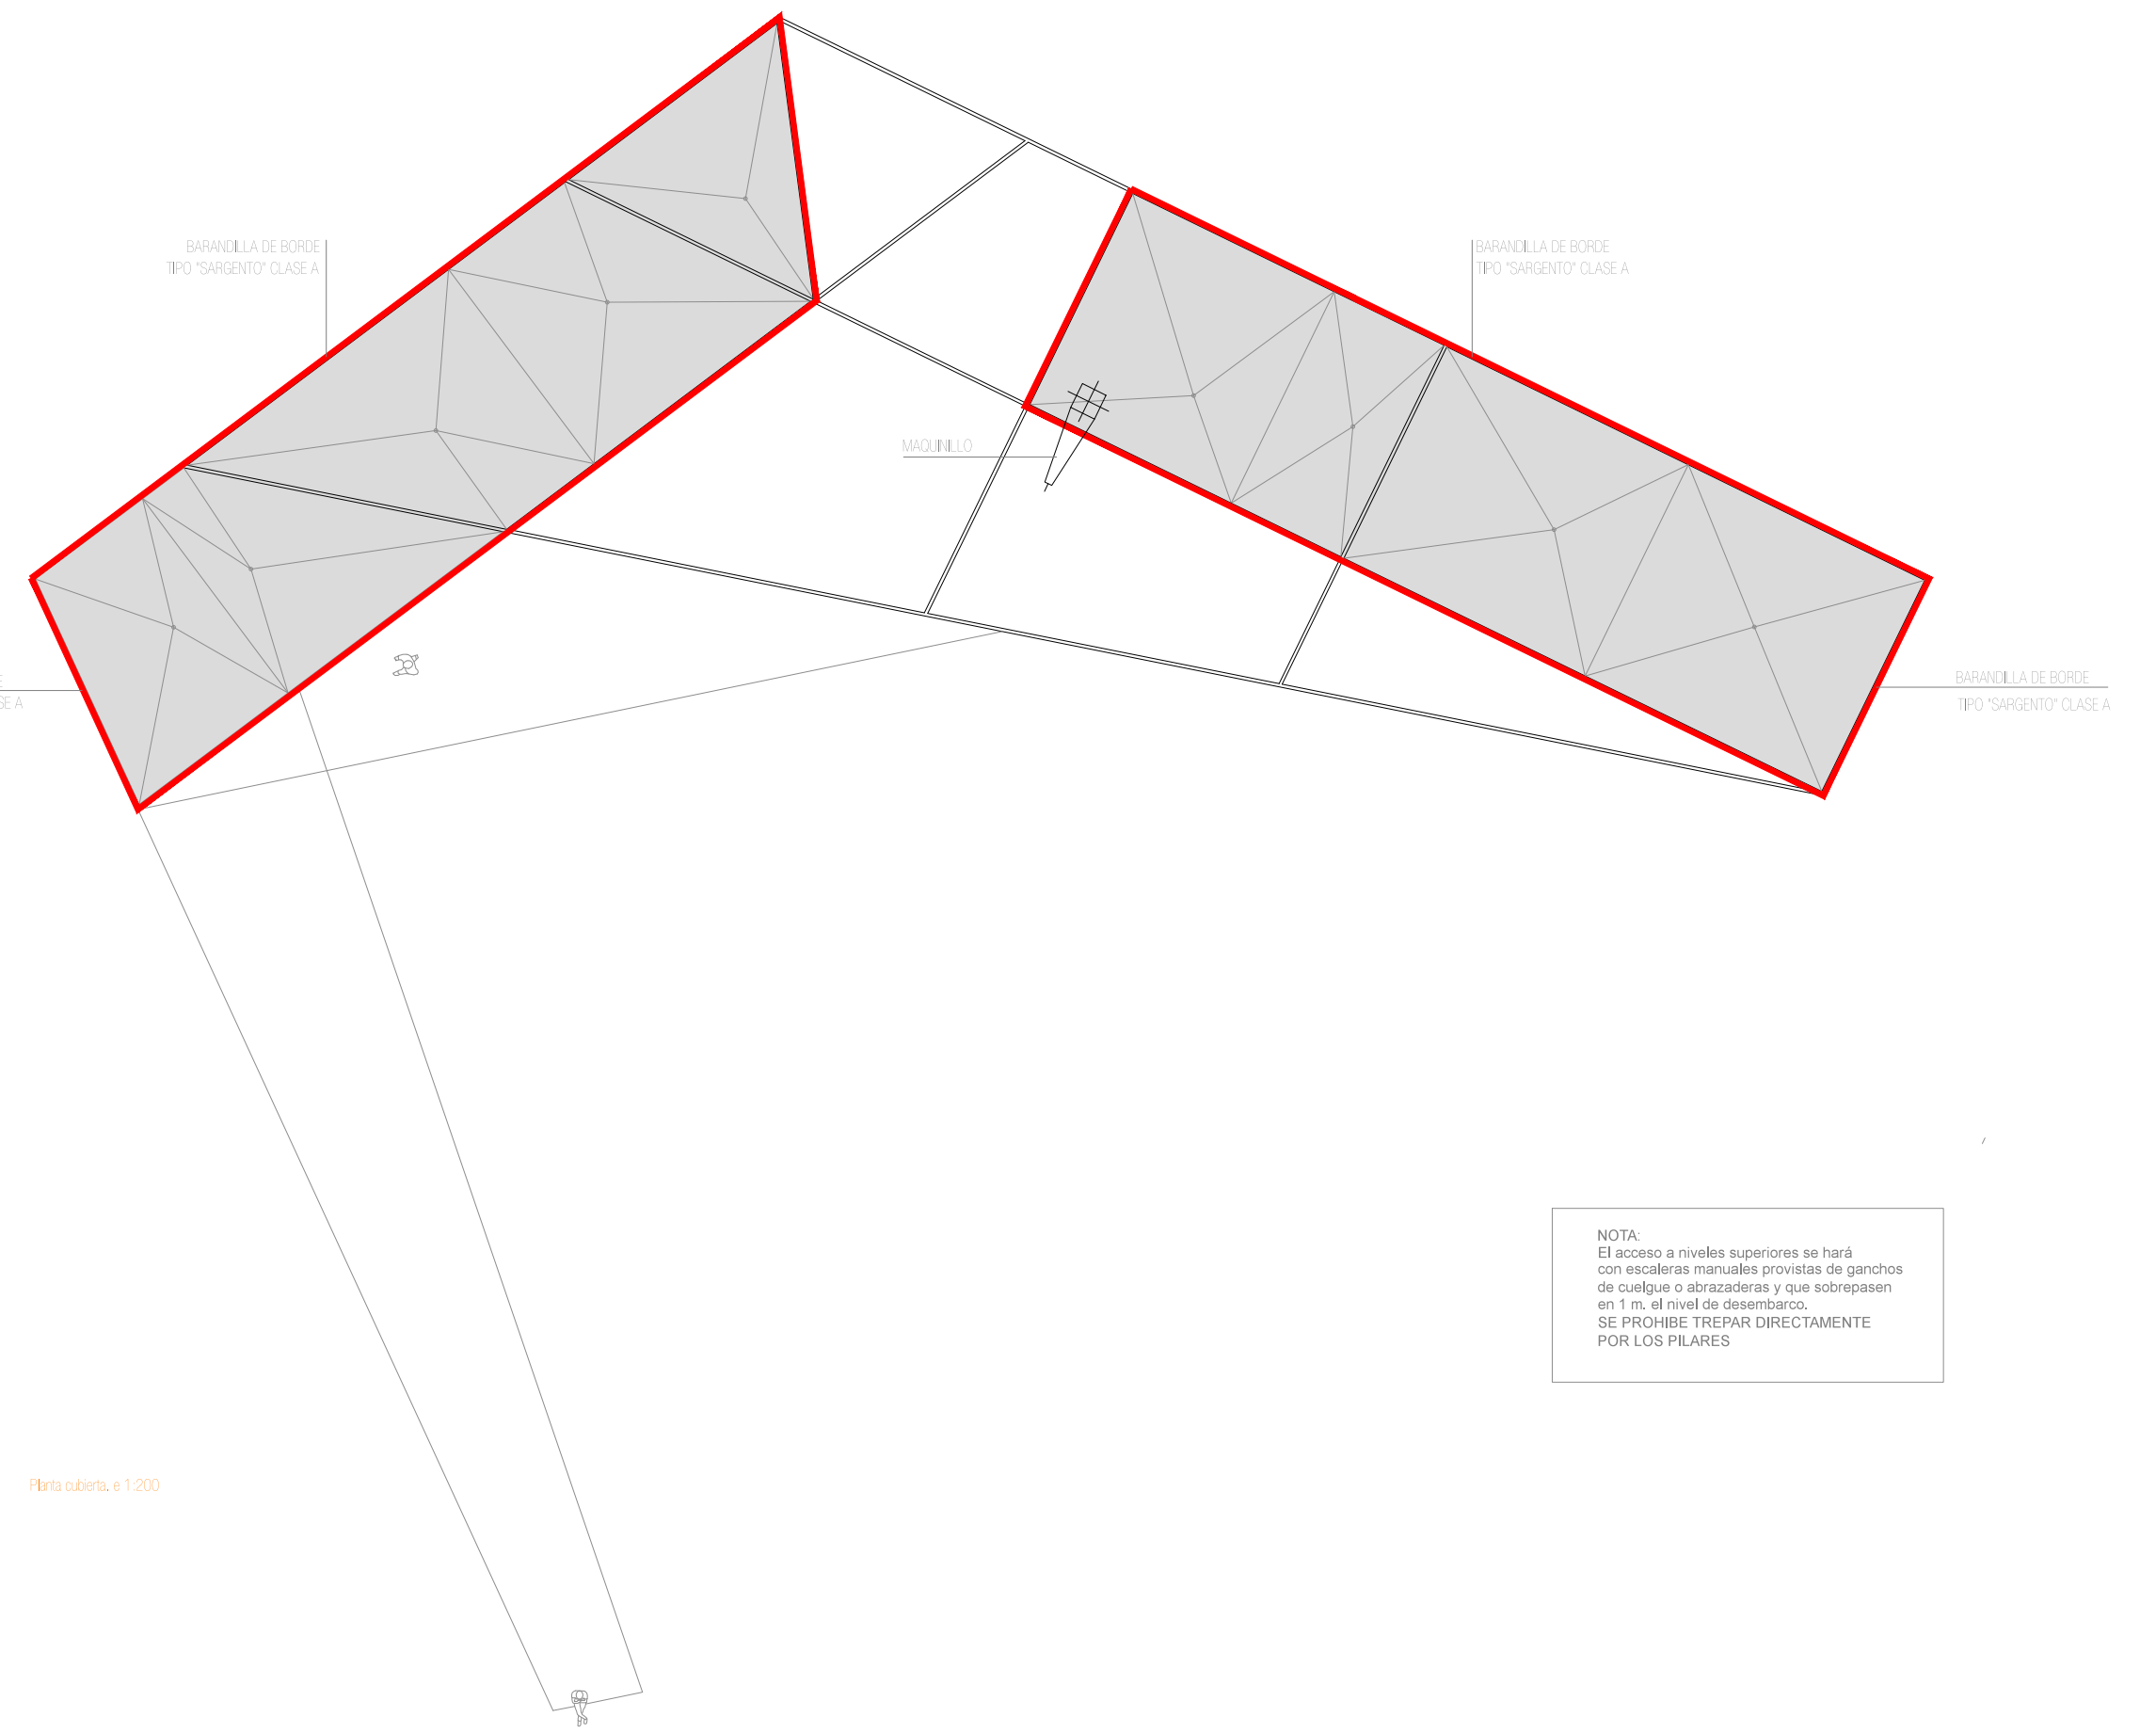 BARANDILLA DE BORDE
TIPO "SARGENTO" CLASE A
BARANDILLA DE BORDE
TIPO "SARGENTO" CLASE A
MAQUINILLO
SE A
BARANDILLA DE BORDE
TIPO "SARGENTO" CLASE A
NOTA:
El acceso a niveles superiores se hará
con escaleras manuales provistas de ganchos
de cuelgue o abrazaderas y que sobrepasen
en 1 m. el nivel de desembarco.
SE PROHIBE TREPAR DIRECTAMENTE
POR LOS PILARES
Planta cubierta. e 1:200